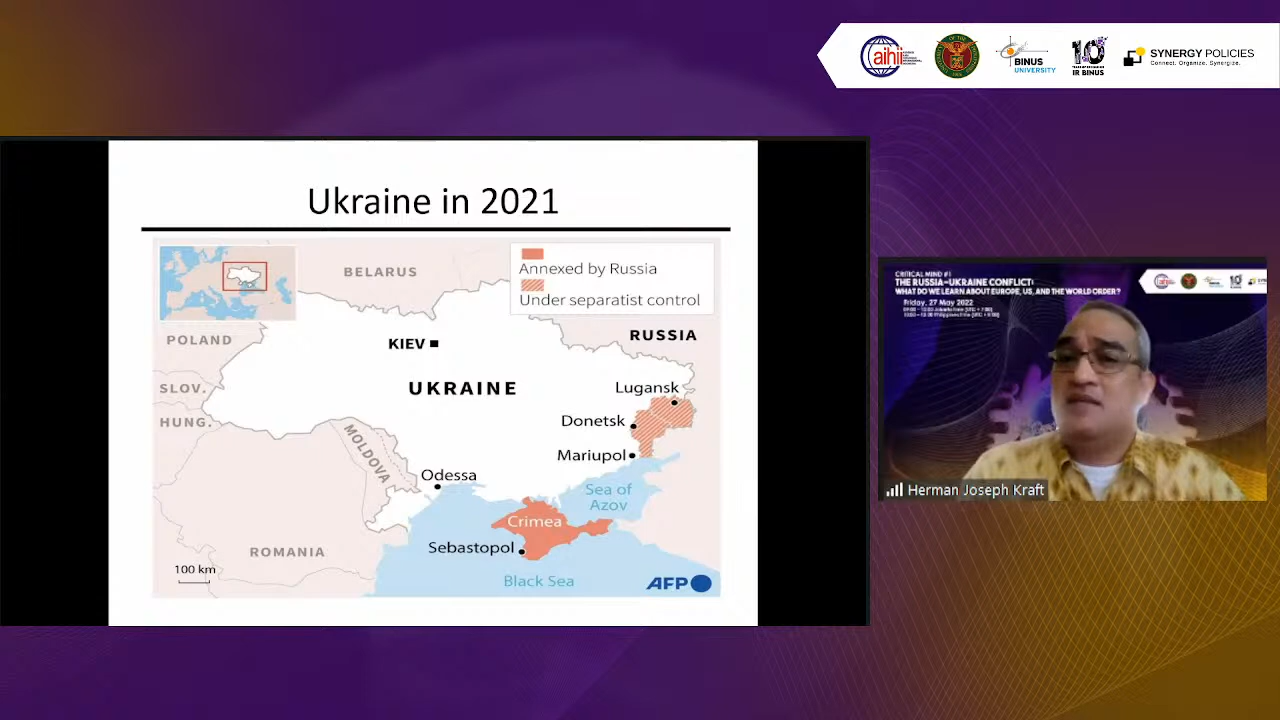 aihii
BINUS
UNIVERSITY
10
IR BINUS
SYNERGY POLICIES
Connect. Organize. Synergize.
Ukraine in 2021
Annexed by Russia
Under separatist control
BELARUS
POLAND
KIEV
RUSSIA
SLOV.
UKRAINE
Lugansk
HUNG.
Donetsk
MOLDOVA
Mariupol
Odessa
Sea of
Azov
Crimea
Sebastopol
ROMANIA
100 km
Black Sea
AFP
CRITICAL MIND #1
THE RUSSIA-UKRAINE CONFLICT:
WHAT DO WE LEARN ABOUT EUROPE, US, AND THE WORLD ORDER?
Friday, 27 May 2022
Herman Joseph Kraft